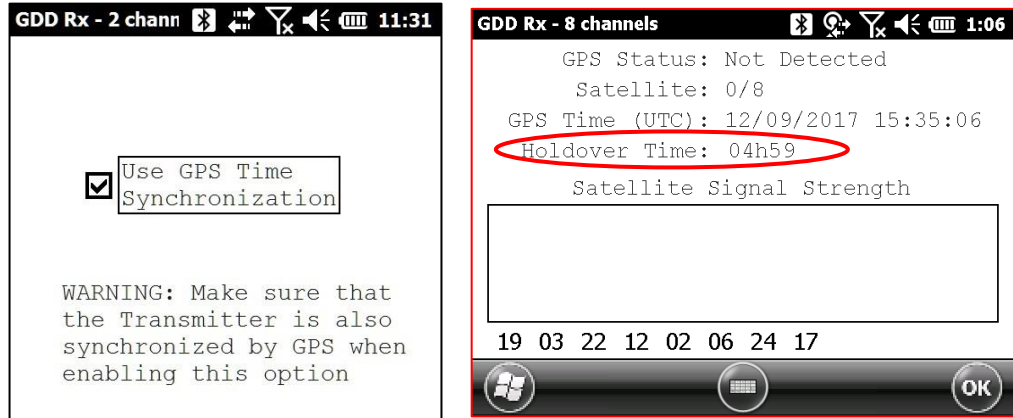 GDD Rx - 2 chann 11:31
Use GPS Time
Synchronization
WARNING: Make sure that
the Transmitter is also
synchronized by GPS when
enabling this option
GDD Rx - 8 channels 1:06
GPS Status: Not Detected
Satellite: 0/8
GPS Time (UTC): 12/09/2017 15:35:06
Holdover Time: 04h59
Satellite Signal Strength
19 03 22 12 02 06 24 17
OK